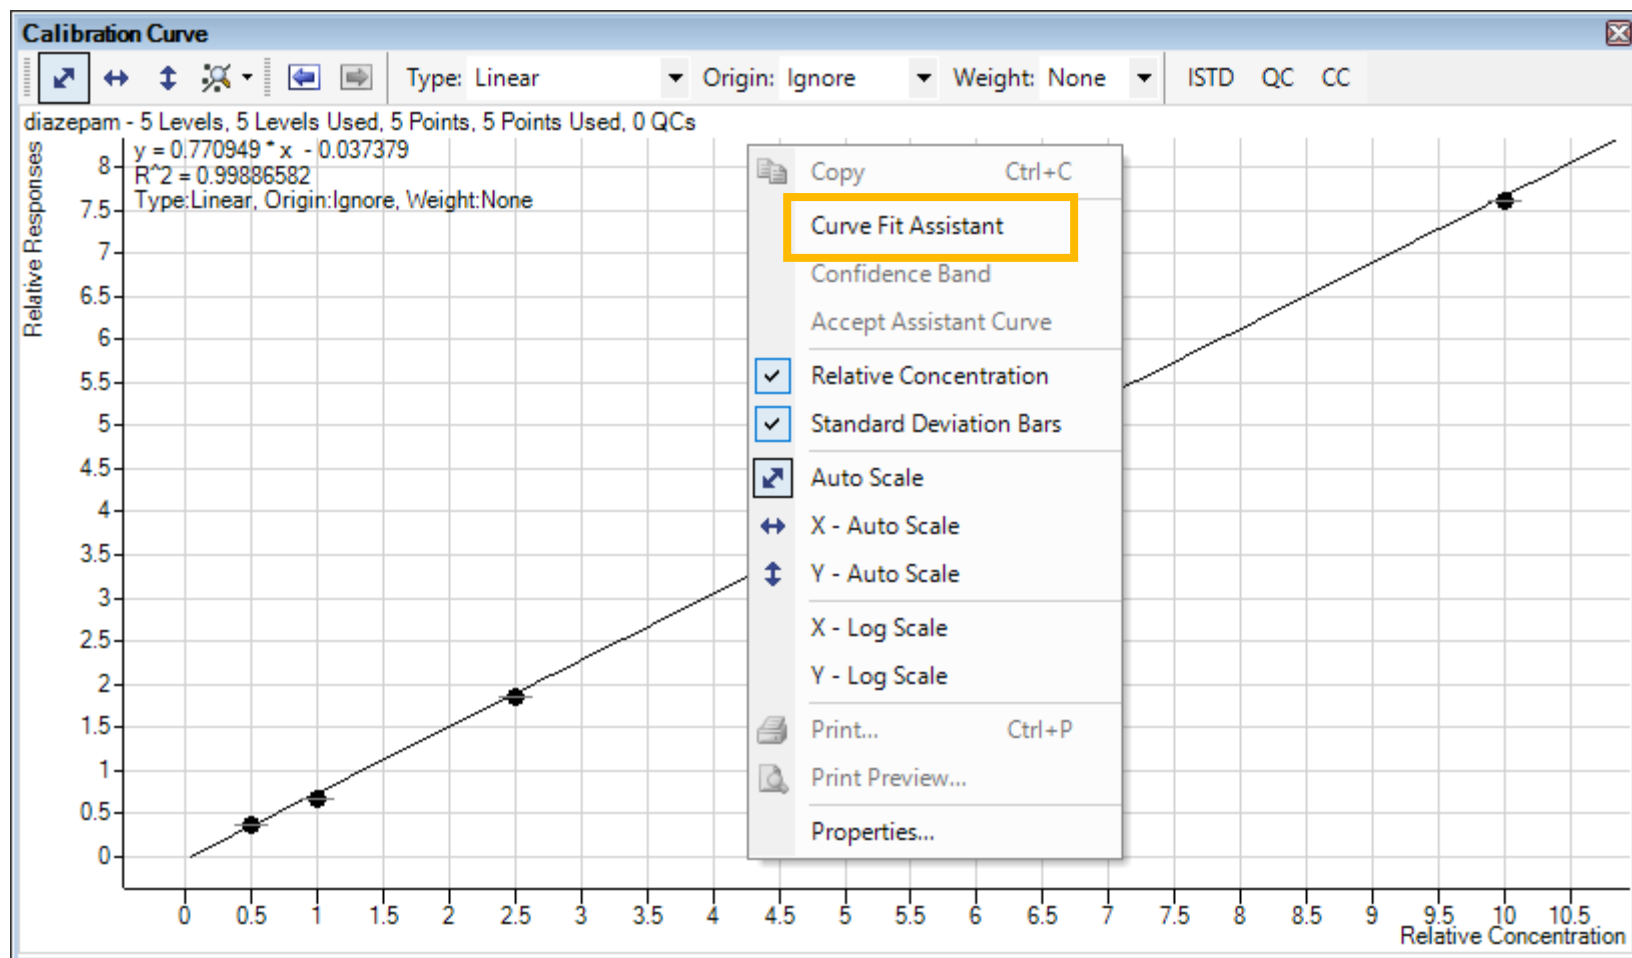 Calibration Curve
Type: Linear Origin: Ignore Weight: None ISTD QC CC
diazepam - 5 Levels, 5 Levels Used, 5 Points, 5 Points Used, 0 QCs
y = 0.770949 * x - 0.037379
R^2 = 0.99886582
Type:Linear, Origin:Ignore, Weight:None
Relative Responses
8
7.5
7
6.5
6
5.5
5
4.5
4
3.5
3
2.5
2
1.5
1
0.5
0
Copy Ctrl+C
Curve Fit Assistant
Confidence Band
Accept Assistant Curve
Relative Concentration
Standard Deviation Bars
Auto Scale
X - Auto Scale
Y - Auto Scale
X - Log Scale
Y - Log Scale
Print... Ctrl+P
Print Preview...
Properties...
0 0.5 1 1.5 2 2.5 3 3.5 4 4.5 5 5.5 6 6.5 7 7.5 8 8.5 9 9.5 10 10.5
Relative Concentration